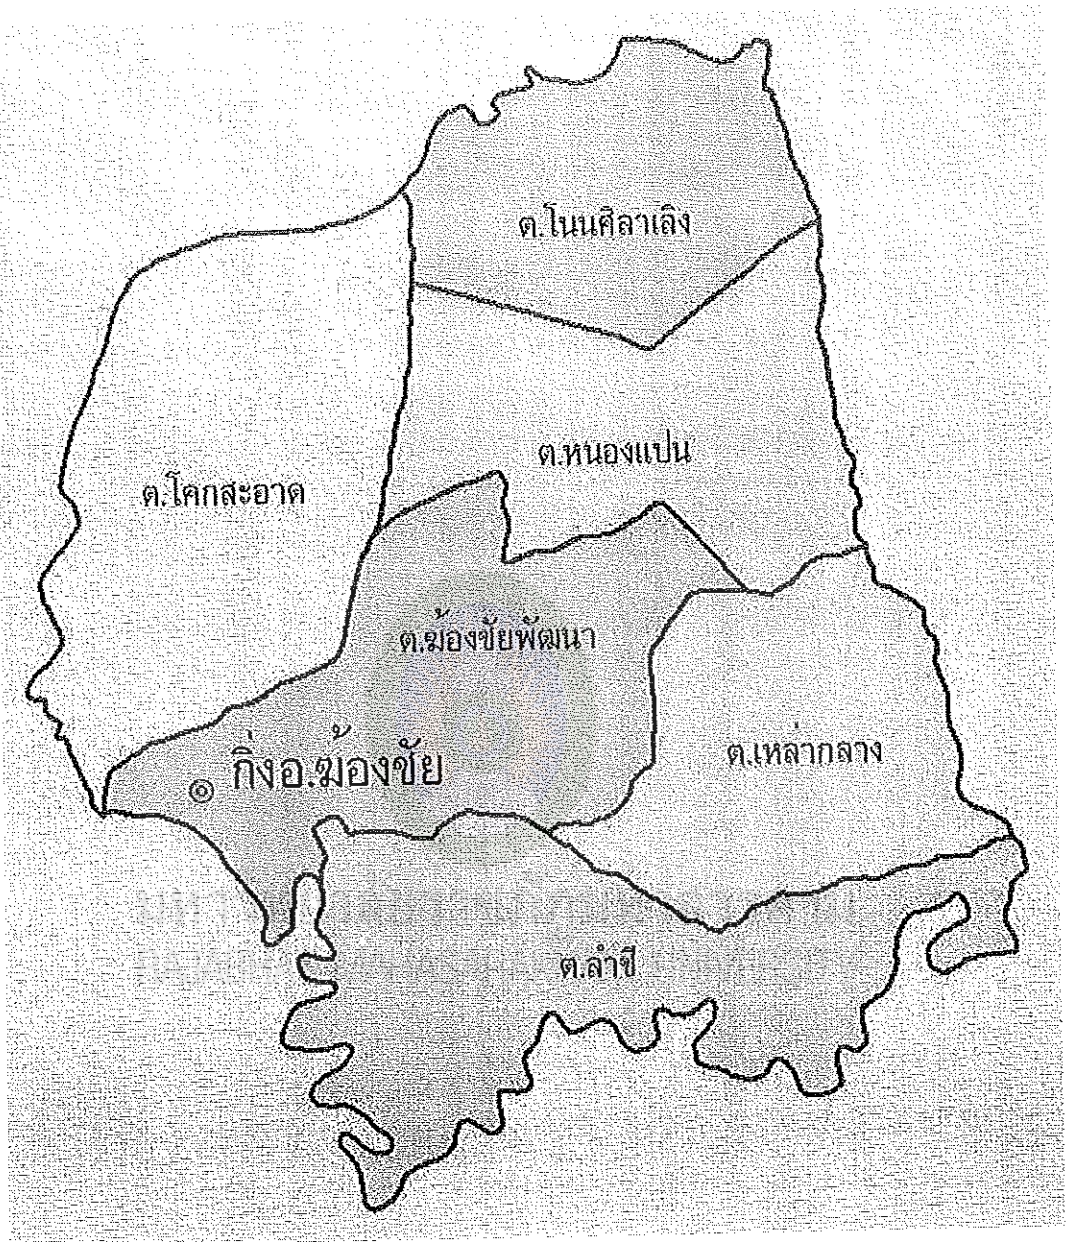 ต.โนนศิลาเลิง
ต.หนองแปน
ต.โคกสะอาด
ต.ฆ้องชัยพัฒนา
กิ่งอ.ฆ้องชัย
ต.เหล่ากลาง
ต.ลำชี